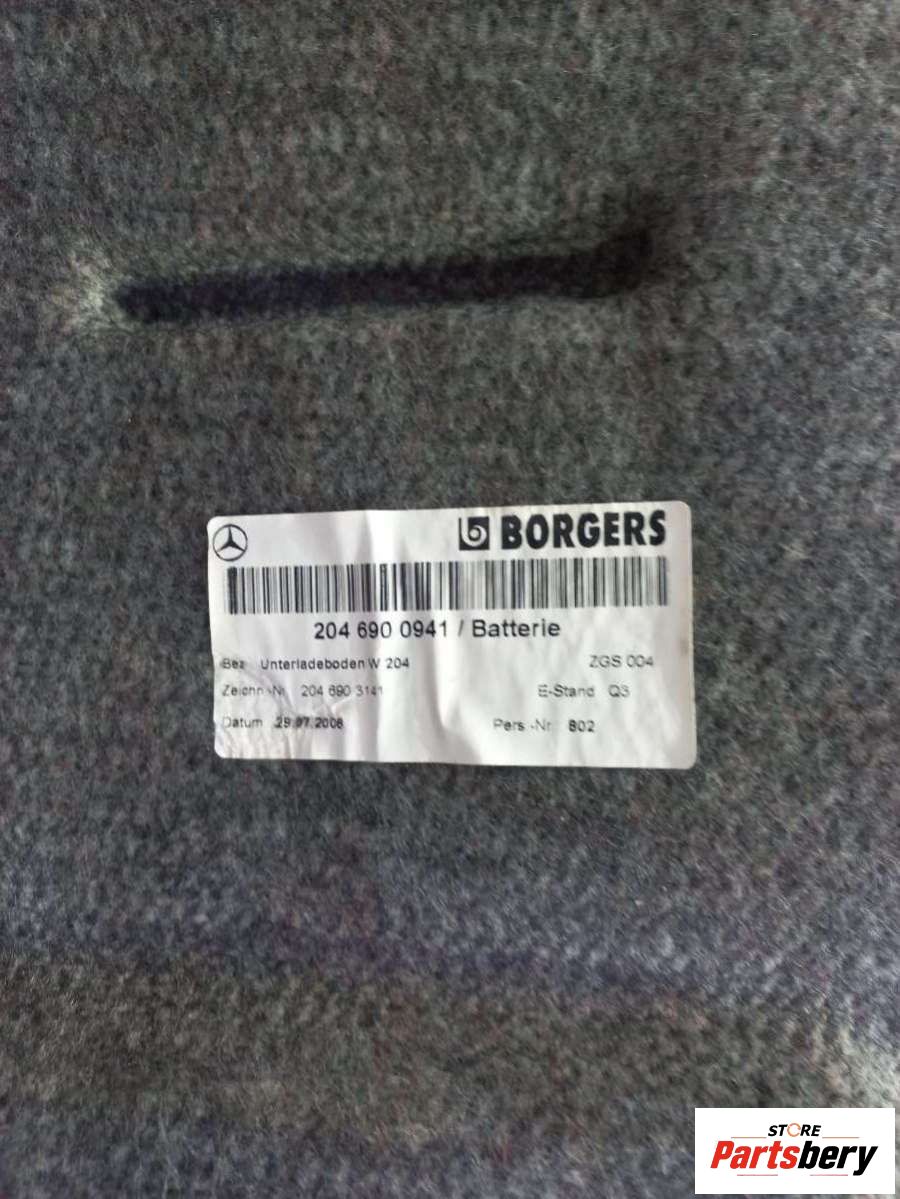 BORGERS
204 690 0941 / Batterie
Bez Unterladeboden W 204 ZGS 004
Zeichn.-Nr 204 690 3141 E-Stand Q3
Datum 29.07.2008 Pers.-Nr 802
STORE
Partsbery